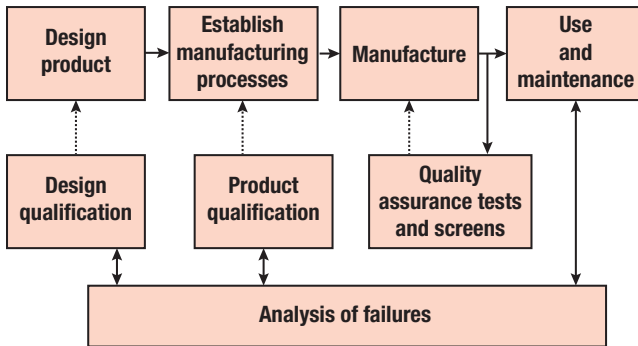 Design
product
Establish
manufacturing
processes
Manufacture
Use
and
maintenance
Design
qualification
Product
qualification
Quality
assurance tests
and screens
Analysis of failures